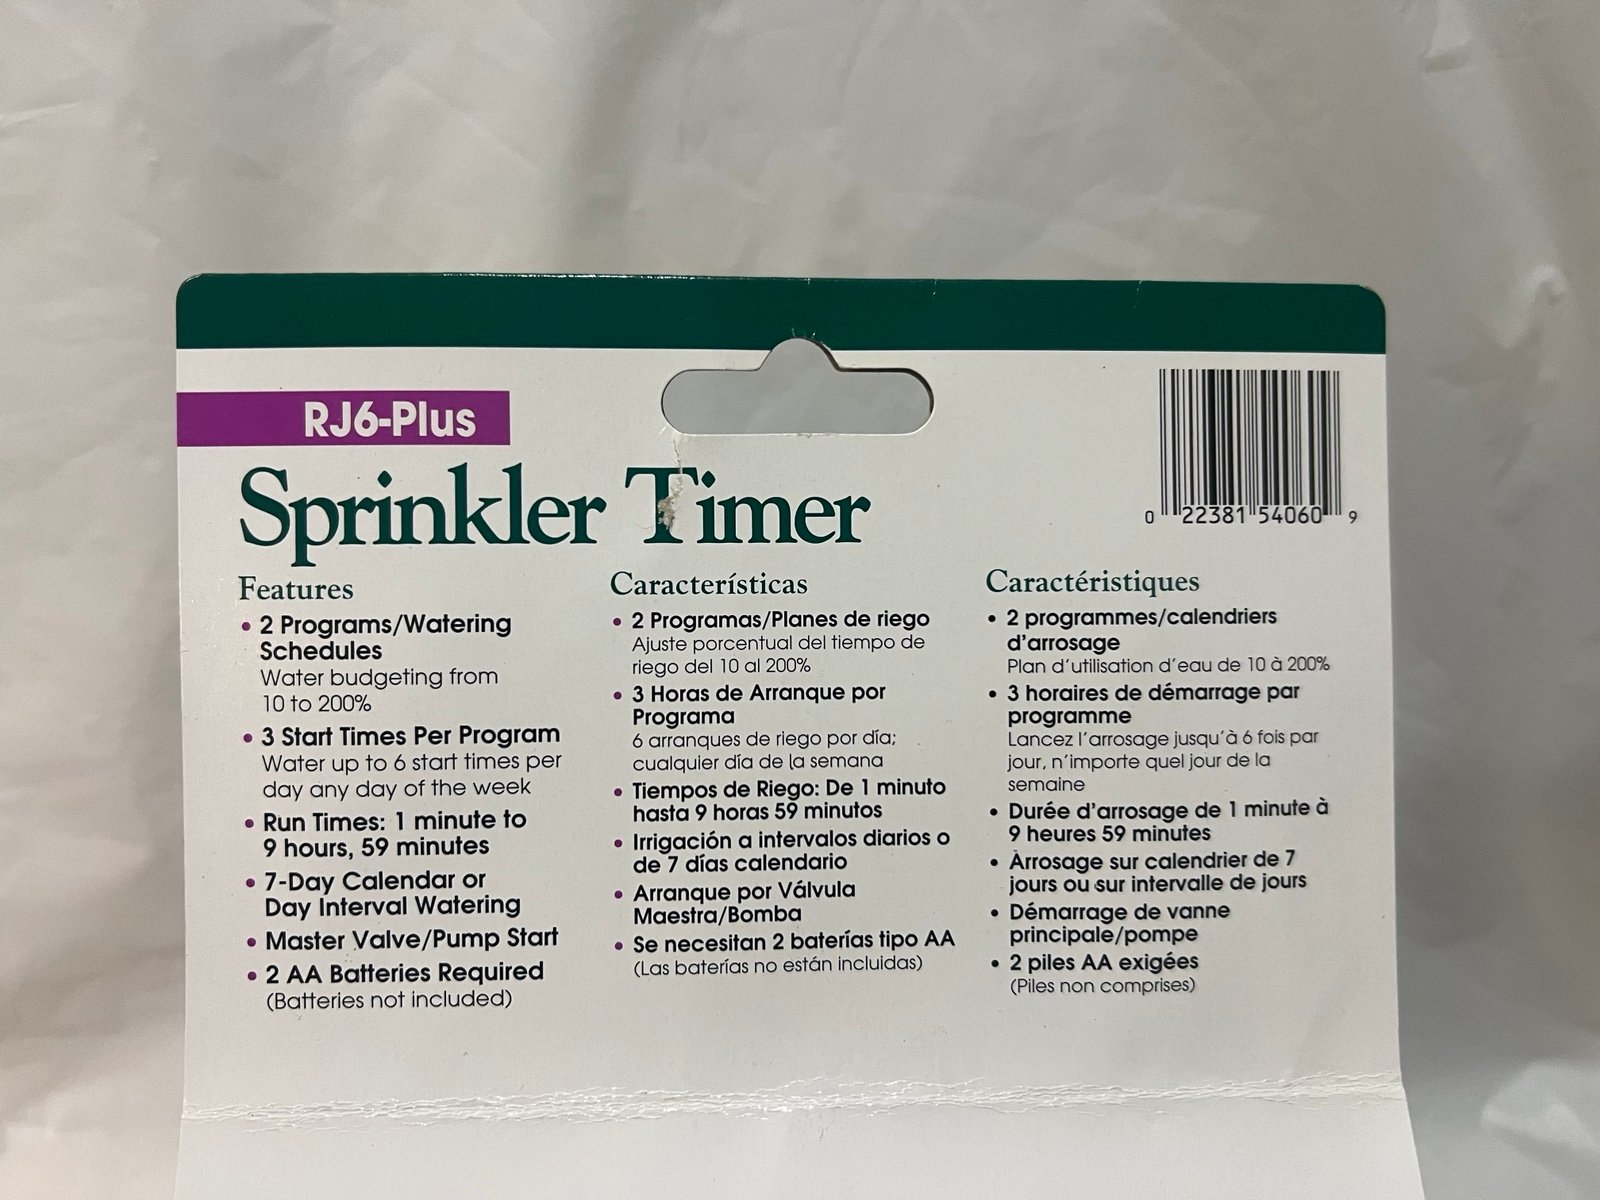 RJ6-Plus
Sprinkler Timer
0 22381 54060 9
Features
• 2 Programs/Watering
Schedules
Water budgeting from
10 to 200%
• 3 Start Times Per Program
Water up to 6 start times per
day any day of the week
• Run Times: 1 minute to
9 hours, 59 minutes
• 7-Day Calendar or
Day Interval Watering
• Master Valve/Pump Start
• 2 AA Batteries Required
(Batteries not included)
Características
• 2 Programas/Planes de riego
Ajuste porcentual del tiempo de
riego del 10 al 200%
• 3 Horas de Arranque por
Programa
6 arranques de riego por día;
cualquier día de la semana
• Tiempos de Riego: De 1 minuto
hasta 9 horas 59 minutos
• Irrigación a intervalos diarios o
de 7 días calendario
• Arranque por Válvula
Maestra/Bomba
• Se necesitan 2 baterías tipo AA
(Las baterías no están incluidas)
Caractéristiques
• 2 programmes/calendriers
d'arrosage
Plan d'utilisation d'eau de 10 à 200%
• 3 horaires de démarrage par
programme
Lancez l'arrosage jusqu'à 6 fois par
jour, n'importe quel jour de la
semaine
• Durée d'arrosage de 1 minute à
9 heures 59 minutes
• Arrosage sur calendrier de 7
jours ou sur intervalle de jours
• Démarrage de vanne
principale/pompe
• 2 piles AA exigées
(Piles non comprises)